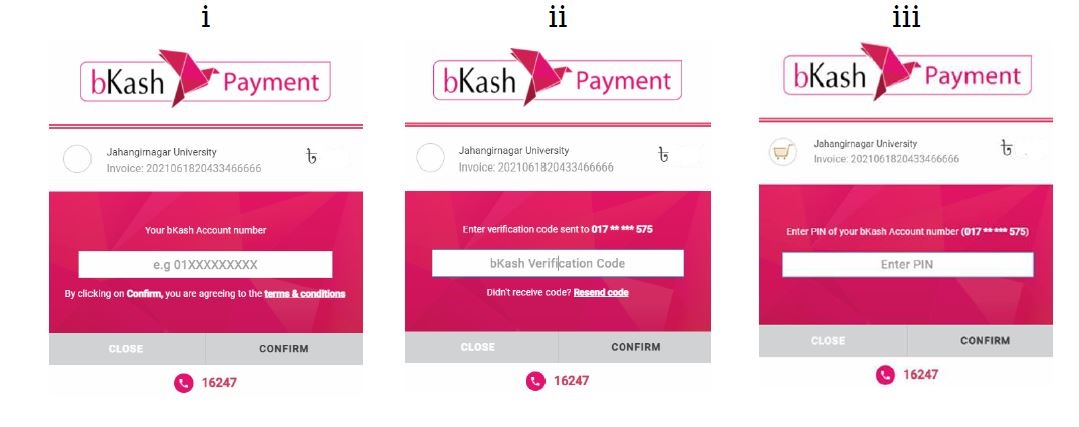 i
bKash Payment
Jahangirnagar University
৳
Invoice: 2021061820433466666
Your bKash Account number
e.g 01XXXXXXXXX
By clicking on Confirm, you are agreeing to the terms & conditions
CLOSE CONFIRM
16247
ii
bKash Payment
Jahangirnagar University
৳
Invoice: 2021061820433466666
Enter verification code sent to 017 ** *** 575
bKash Verification Code
Didn't receive code? Resend code
CLOSE CONFIRM
16247
iii
bKash Payment
Jahangirnagar University
৳
Invoice: 2021061820433466666
Enter PIN of your bKash Account number (017 ** *** 575)
Enter PIN
CLOSE CONFIRM
16247